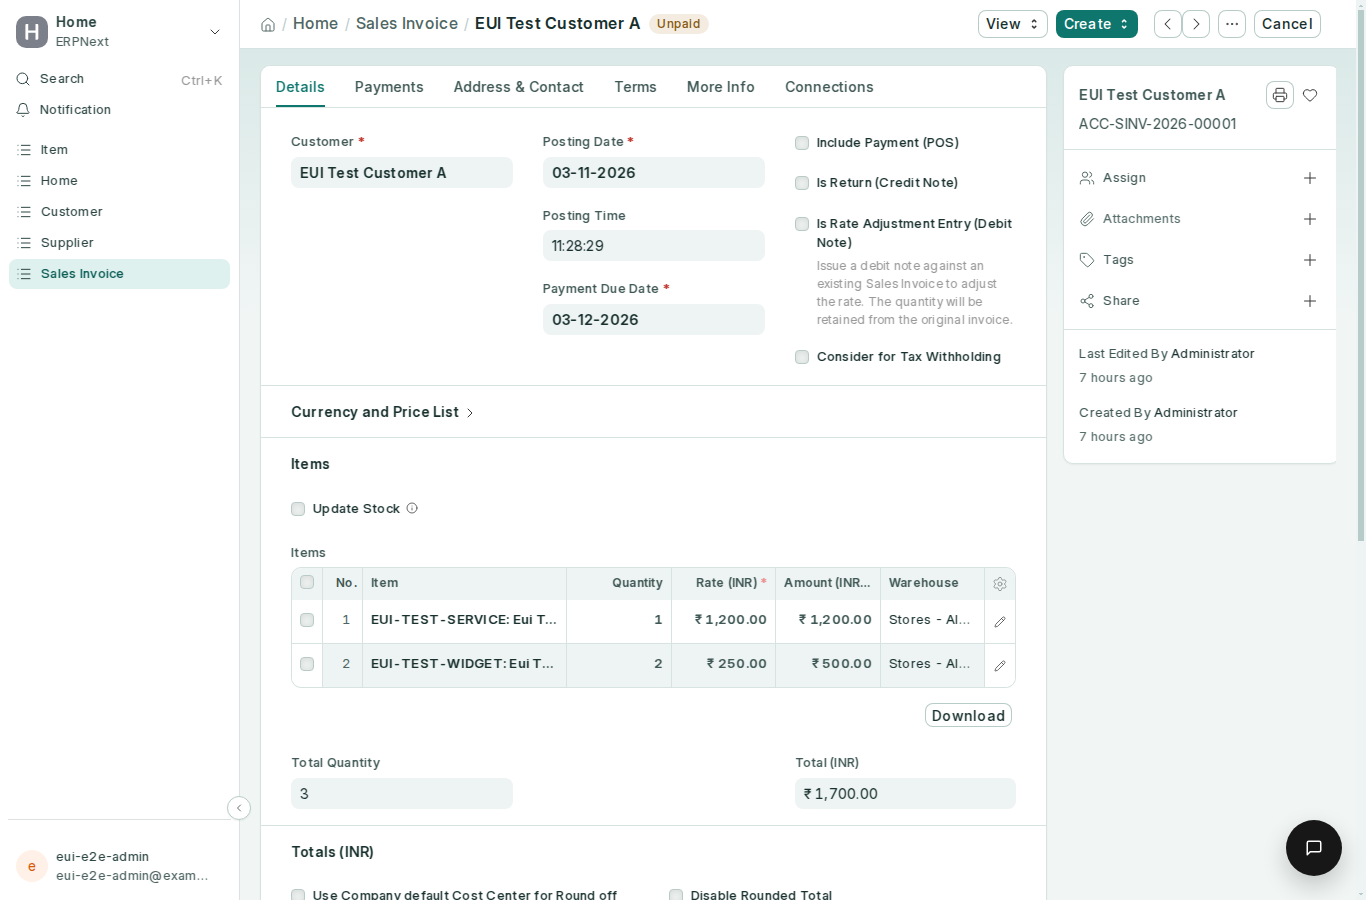 Home
ERPNext
Search
Ctrl+K
Notification
Item
Home
Customer
Supplier
Sales Invoice
eui-e2e-admin
eui-e2e-admin@exam...
Home / Sales Invoice / EUI Test Customer A
Unpaid
View
Create
Cancel
Details
Payments
Address & Contact
Terms
More Info
Connections
Customer *
EUI Test Customer A
Posting Date *
03-11-2026
Posting Time
11:28:29
Payment Due Date *
03-12-2026
Include Payment (POS)
Is Return (Credit Note)
Is Rate Adjustment Entry (Debit
Note)
Issue a debit note against an
existing Sales Invoice to adjust
the rate. The quantity will be
retained from the original invoice.
Consider for Tax Withholding
Currency and Price List
Items
Update Stock
Items
No. Item Quantity Rate (INR) * Amount (INR... Warehouse
1 EUI-TEST-SERVICE: Eui T... 1 ₹ 1,200.00 ₹ 1,200.00 Stores - Al...
2 EUI-TEST-WIDGET: Eui T... 2 ₹ 250.00 ₹ 500.00 Stores - Al...
Download
Total Quantity
3
Total (INR)
₹ 1,700.00
Totals (INR)
Use Company default Cost Center for Round off
Disable Rounded Total
EUI Test Customer A
ACC-SINV-2026-00001
Assign
Attachments
Tags
Share
Last Edited By Administrator
7 hours ago
Created By Administrator
7 hours ago
H
e